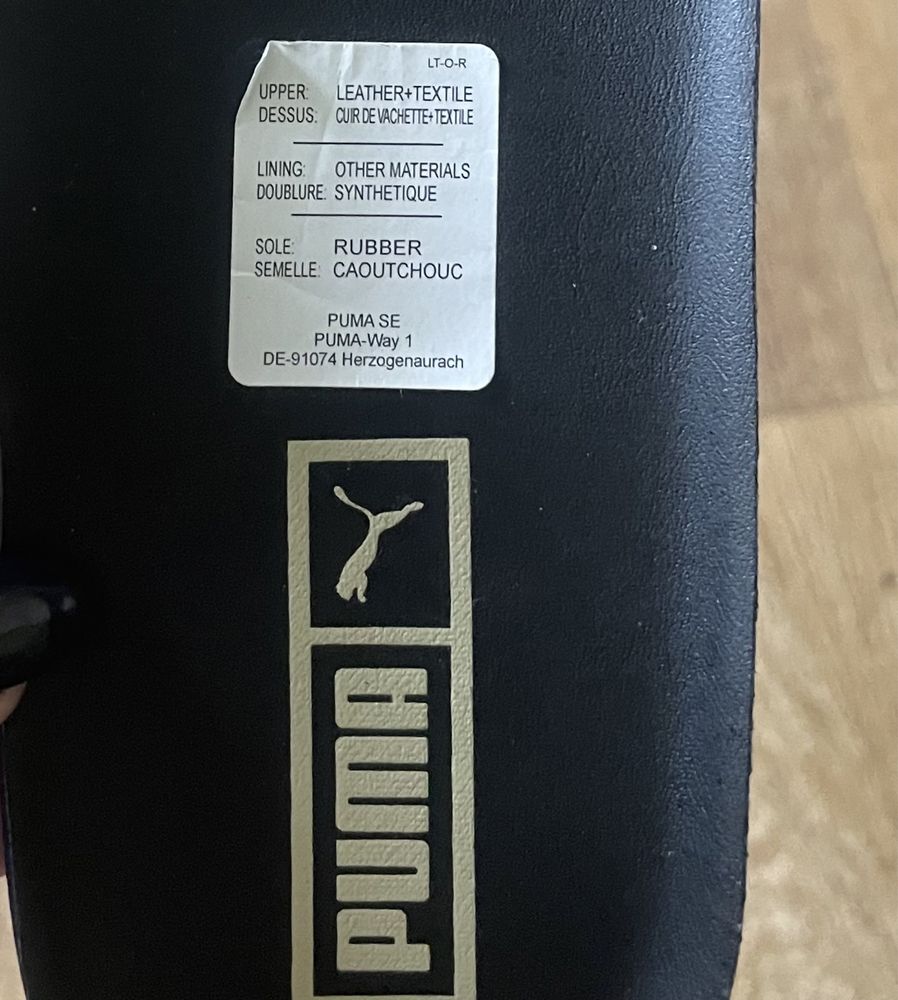 LT-O-R
UPPER: LEATHER+TEXTILE
DESSUS: CUIR DE VACHETTE+TEXTILE
LINING: OTHER MATERIALS
DOUBLURE: SYNTHETIQUE
SOLE: RUBBER
SEMELLE: CAOUTCHOUC
PUMA SE
PUMA-Way 1
DE-91074 Herzogenaurach
PUMA